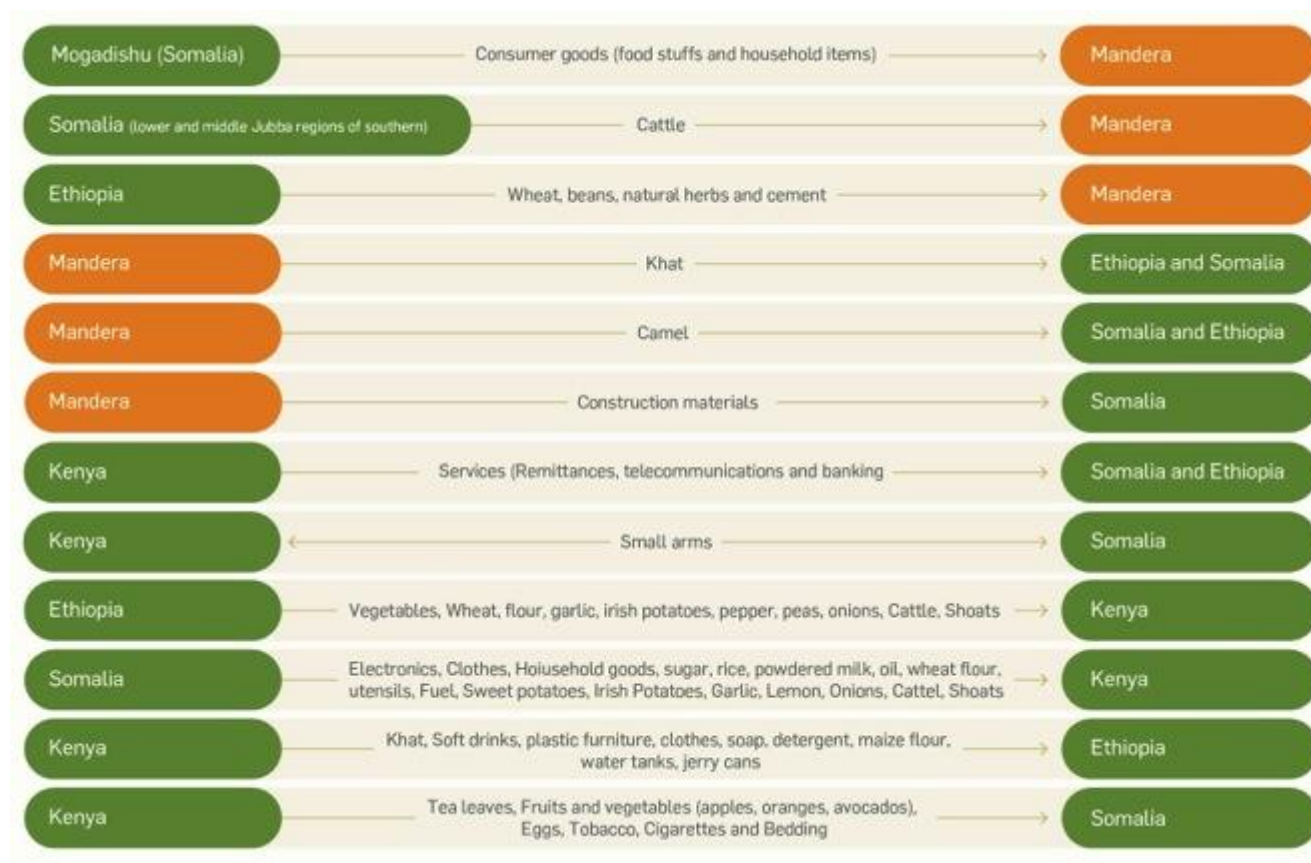 Mogadishu (Somalia) Consumer goods (food stuffs and household items) Mandera
Somalia (lower and middle Jubba regions of southern) Cattle Mandera
Ethiopia Wheat, beans, natural herbs and cement Mandera
Mandera Khat Ethiopia and Somalia
Mandera Camel Somalia and Ethiopia
Mandera Construction materials Somalia
Kenya Services (Remittances, telecommunications and banking Somalia and Ethiopia
Kenya Small arms Somalia
Ethiopia Vegetables, Wheat, flour, garlic, irish potatoes, pepper, peas, onions, Cattle, Shoats Kenya
Somalia
Electronics, Clothes, Hoiusehold goods, sugar, rice, powdered milk, oil, wheat flour,
utensils, Fuel, Sweet potatoes, Irish Potatoes, Garlic, Lemon, Onions, Cattel, Shoats
Kenya
Kenya
Khat, Soft drinks, plastic furniture, clothes, soap, detergent, maize flour,
water tanks, jerry cans
Ethiopia
Kenya
Tea leaves, Fruits and vegetables (apples, oranges, avocados),
Eggs, Tobacco, Cigarettes and Bedding
Somalia